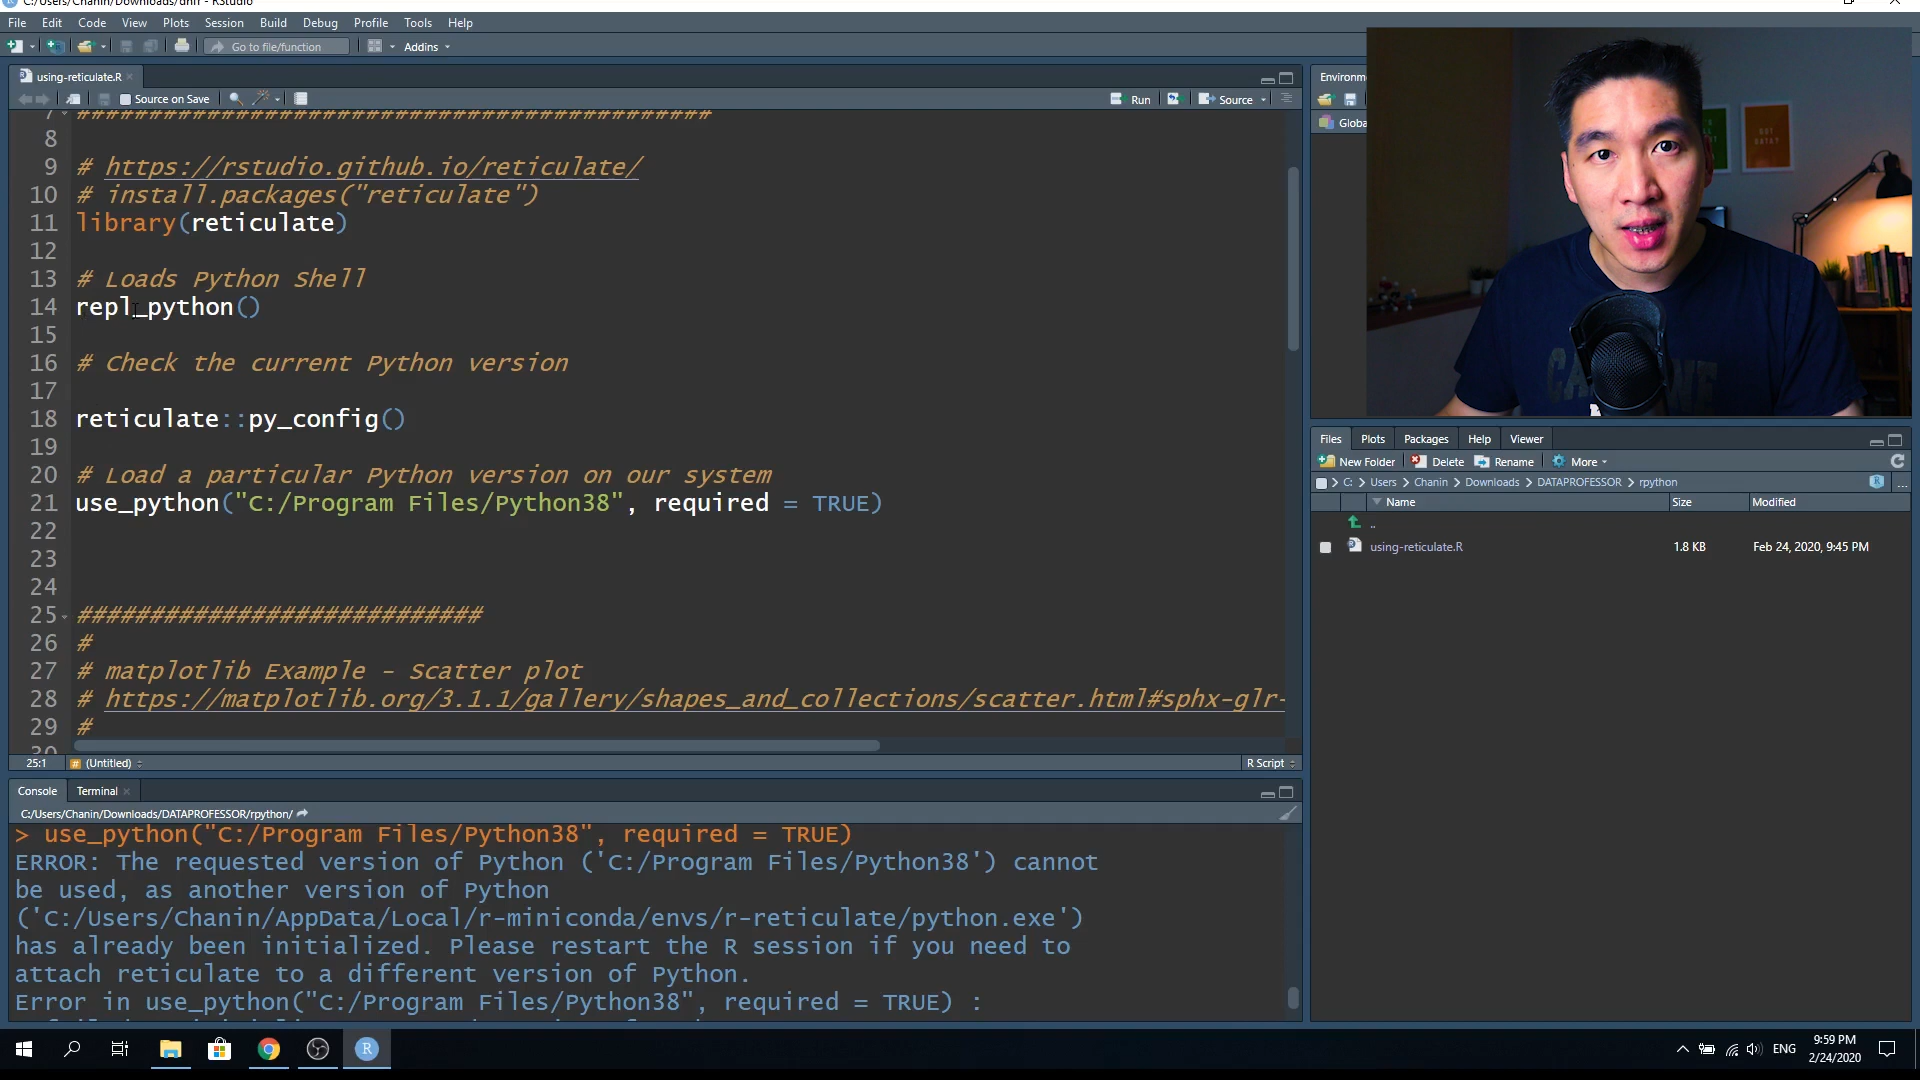 C:/Users/Chanin/Downloads/dhfr - RStudio
File Edit Code View Plots Session Build Debug Profile Tools Help
Go to file/function
Addins
using-reticulate.R
Source on Save
Run
Source
7 ############################################
8
9 # https://rstudio.github.io/reticulate/
10 # install.packages("reticulate")
11 library(reticulate)
12
13 # Loads Python Shell
14 repl_python()
15
16 # Check the current Python version
17
18 reticulate::py_config()
19
20 # Load a particular Python version on our system
21 use_python("C:/Program Files/Python38", required = TRUE)
22
23
24
25 ############################
26 #
27 # matplotlib Example - Scatter plot
28 # https://matplotlib.org/3.1.1/gallery/shapes_and_collections/scatter.html#sphx-glr-
29 #
30
25:1
(Untitled)
R Script
Console Terminal
C:/Users/Chanin/Downloads/DATAPROFESSOR/rpython/
> use_python("C:/Program Files/Python38", required = TRUE)
ERROR: The requested version of Python ('C:/Program Files/Python38') cannot
be used, as another version of Python
('C:/Users/Chanin/AppData/Local/r-miniconda/envs/r-reticulate/python.exe')
has already been initialized. Please restart the R session if you need to
attach reticulate to a different version of Python.
Error in use_python("C:/Program Files/Python38", required = TRUE) :
Environm
Globa
DATA?
Files Plots Packages Help Viewer
New Folder Delete Rename More
C: Users Chanin Downloads DATAPROFESSOR rpython
...
Name Size Modified
..
using-reticulate.R 1.8 KB Feb 24, 2020, 9:45 PM
R
ENG
9:59 PM
2/24/2020